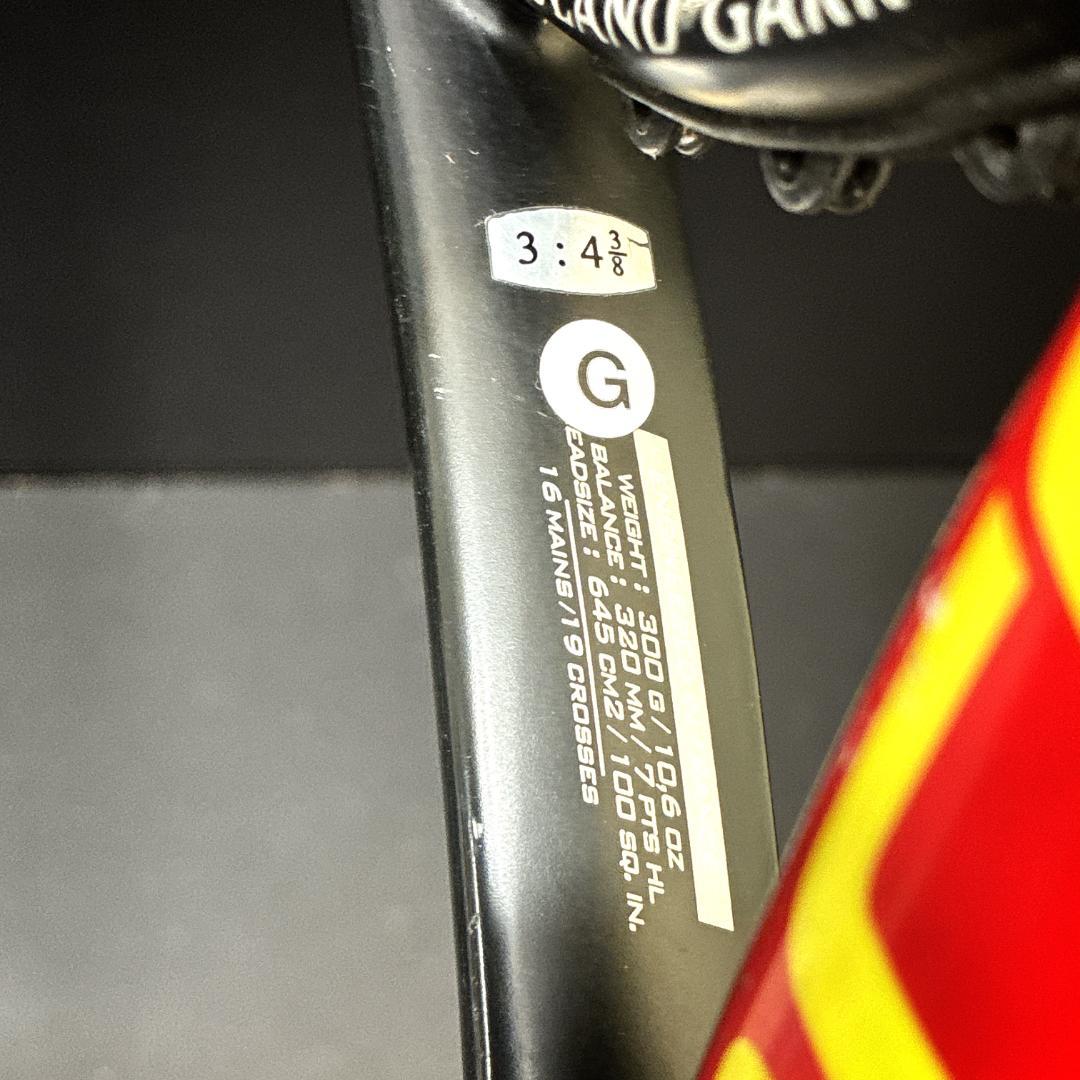 3 : 4 3/8
G
WEIGHT : 300 G / 10,6 OZ
BALANCE : 320 MM / 7 PTS HL
EADSIZE : 645 CM2 / 100 SQ. IN.
16 MAINS / 19 CROSSES